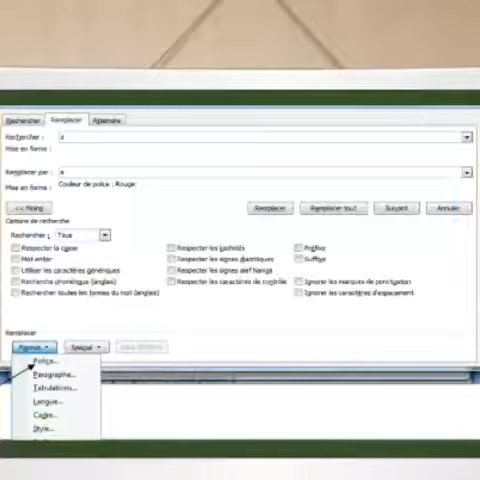 Rechercher Remplacer Atteindre
Rechercher :
Mise en forme :
Remplacer par : a
Mise en forme : Couleur de police : Rouge
<< Moins Remplacer Remplacer tout Suivant Annuler
Options de recherche
Rechercher : Tous
Respecter la casse Respecter les kashidas Préfixe
Mot entier Respecter les signes diacritiques Suffixe
Utiliser les caractères génériques Respecter les signes alef hamza
Recherche phonétique (anglais) Respecter les caractères de contrôle Ignorer les marques de ponctuation
Rechercher toutes les formes du mot (anglais) Ignorer les caractères d'espacement
Remplacer
Format Spécial
Police...
Paragraphe...
Tabulations...
Langue...
Cadre...
Style...